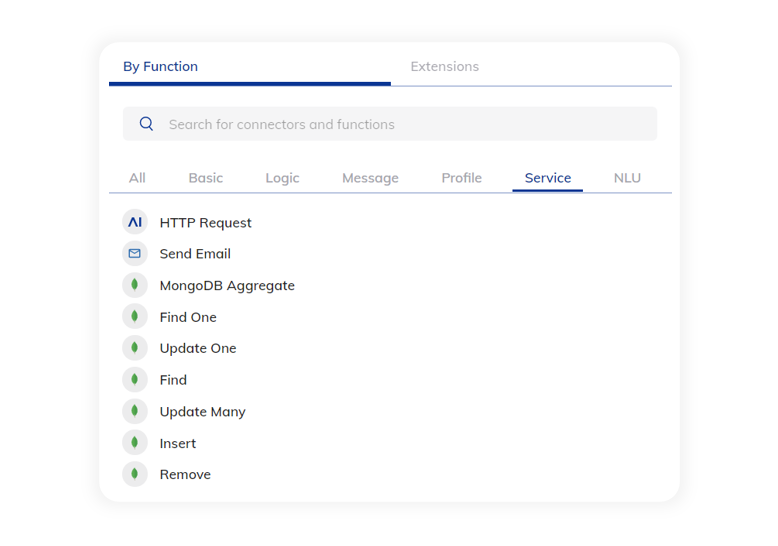 By Function Extensions
Search for connectors and functions
All Basic Logic Message Profile Service NLU
AI HTTP Request
Send Email
MongoDB Aggregate
Find One
Update One
Find
Update Many
Insert
Remove